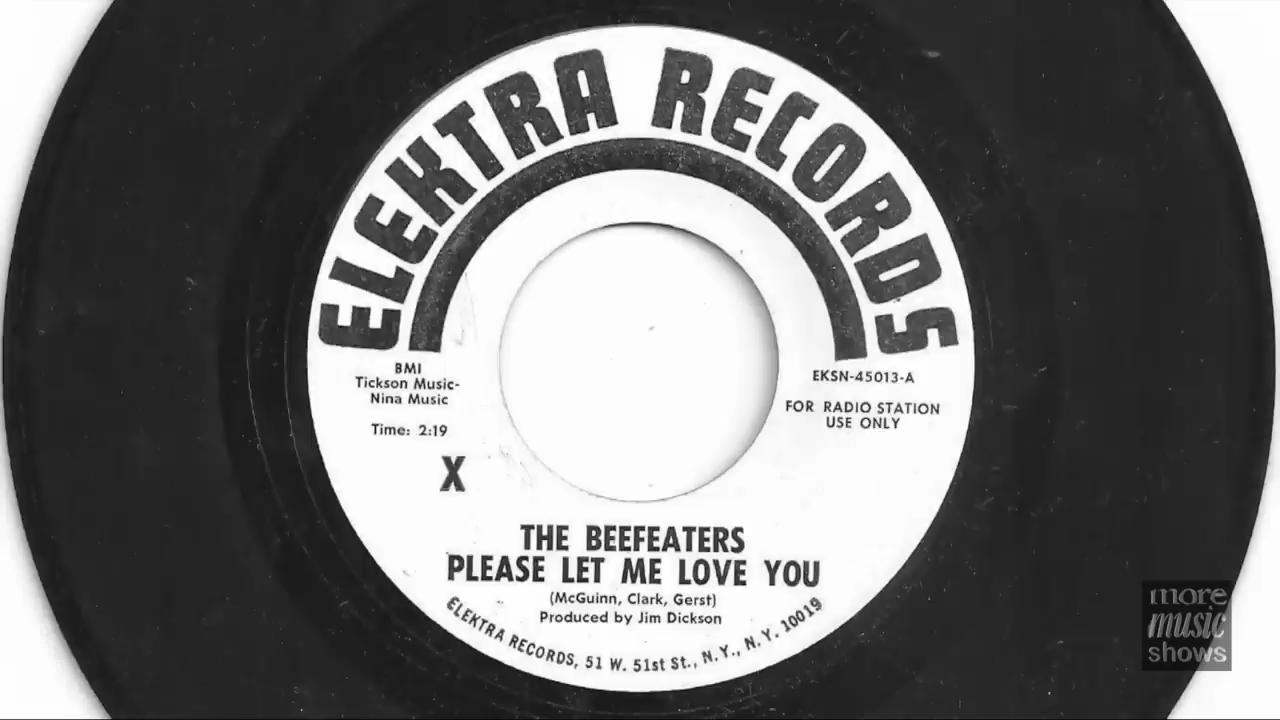 ELEKTRA RECORDS
BMI
Tickson Music-
Nina Music
Time: 2:19
X
EKSN-45013-A
FOR RADIO STATION
USE ONLY
THE BEEFEATERS
PLEASE LET ME LOVE YOU
(McGuinn, Clark, Gerst)
Produced by Jim Dickson
ELEKTRA RECORDS, 51 W. 51st St., N.Y., N.Y. 10019
more
music
shows